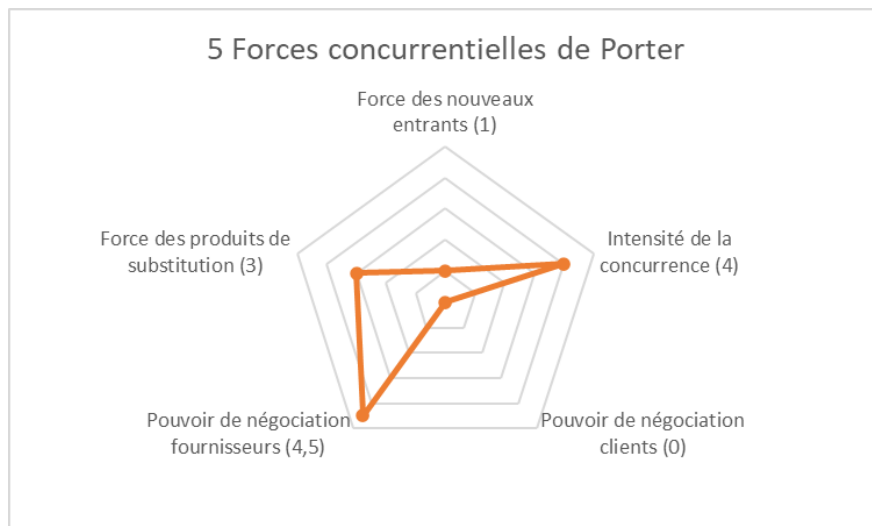 5 Forces concurrentielles de Porter
Force des nouveaux
entrants (1)
Intensité de la
concurrence (4)
Pouvoir de négociation
clients (0)
Pouvoir de négociation
fournisseurs (4,5)
Force des produits de
substitution (3)